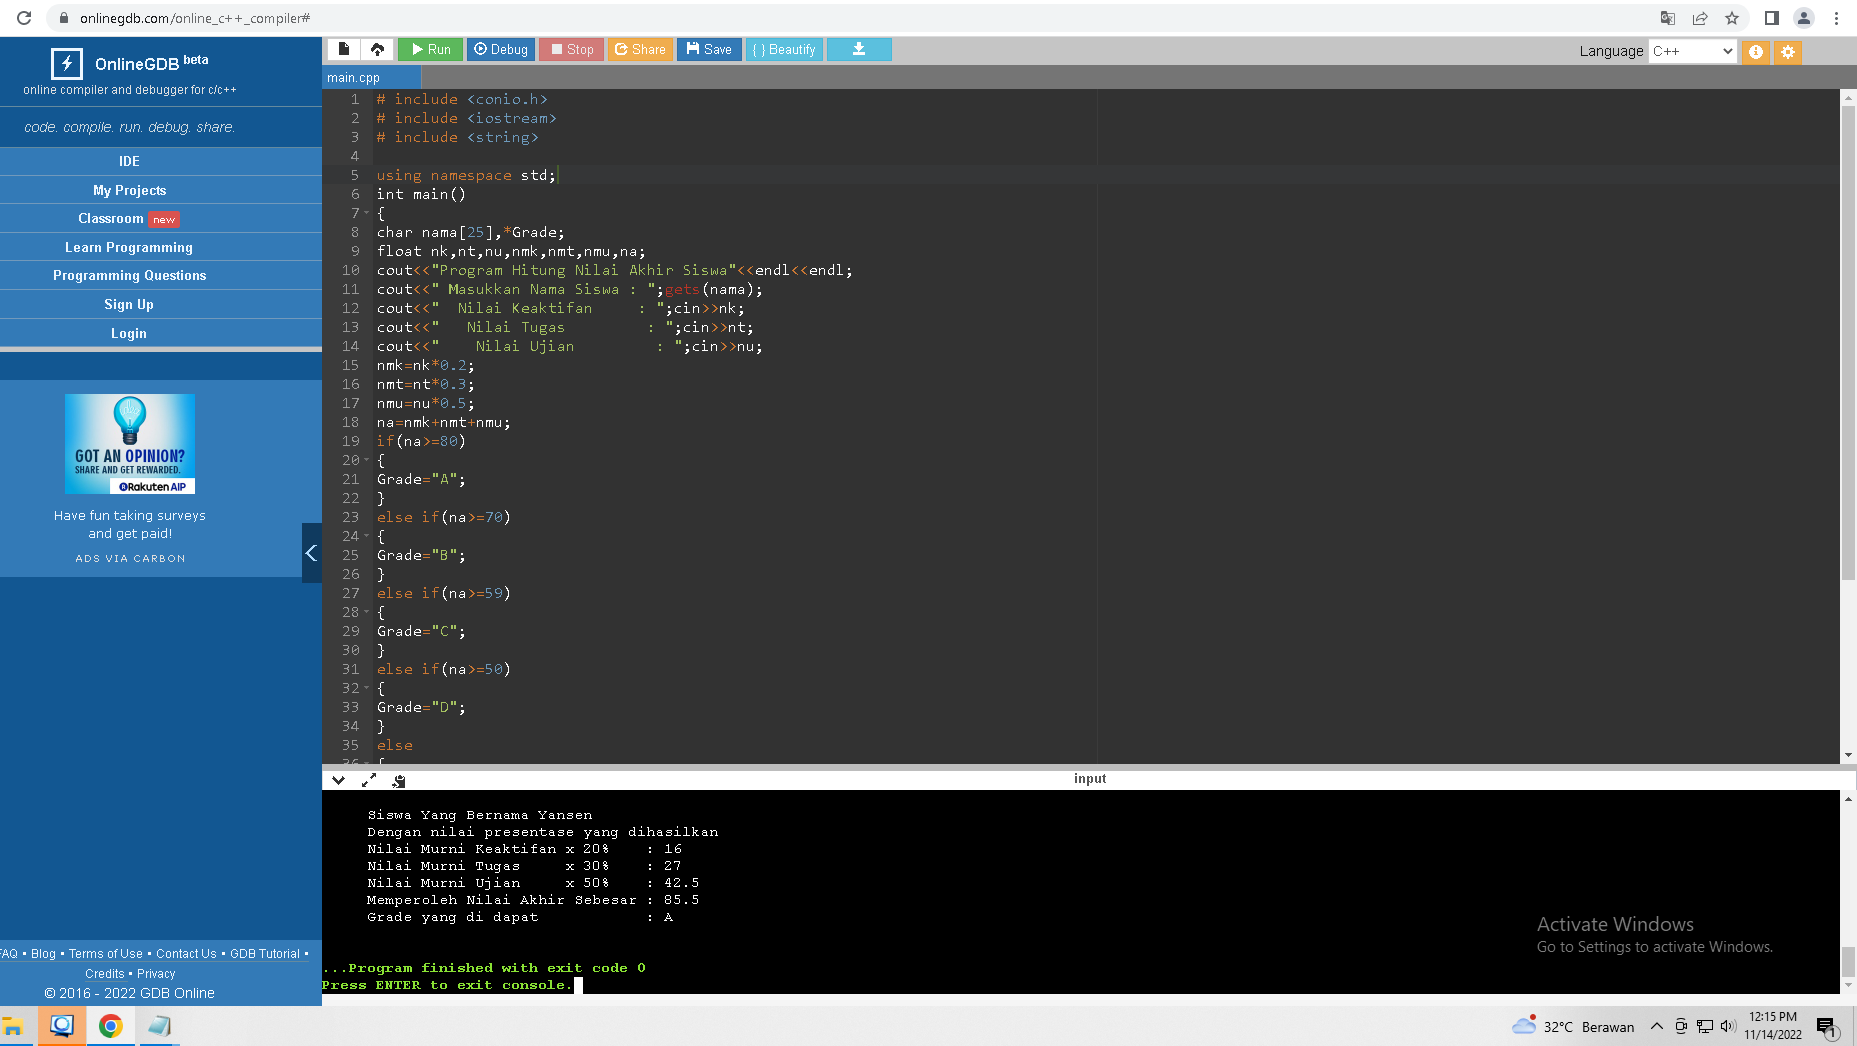 onlinegdb.com/online_c++_compiler#
OnlineGDB beta
online compiler and debugger for c/c++
code. compile. run. debug. share.
IDE
My Projects
Classroom new
Learn Programming
Programming Questions
Sign Up
Login
GOT AN OPINION?
SHARE AND GET REWARDED.
Rakuten AIP
Have fun taking surveys
and get paid!
ADS VIA CARBON
FAQ • Blog • Terms of Use • Contact Us • GDB Tutorial •
Credits • Privacy
© 2016 - 2022 GDB Online
Run Debug Stop Share Save { } Beautify
Language C++
main.cpp
1 # include <conio.h>
2 # include <iostream>
3 # include <string>
4
5 using namespace std;
6 int main()
7 {
8 char nama[25],*Grade;
9 float nk,nt,nu,nmk,nmt,nmu,na;
10 cout<<"Program Hitung Nilai Akhir Siswa"<<endl<<endl;
11 cout<<" Masukkan Nama Siswa : ";gets(nama);
12 cout<<"  Nilai Keaktifan     : ";cin>>nk;
13 cout<<"   Nilai Tugas         : ";cin>>nt;
14 cout<<"    Nilai Ujian         : ";cin>>nu;
15 nmk=nk*0.2;
16 nmt=nt*0.3;
17 nmu=nu*0.5;
18 na=nmk+nmt+nmu;
19 if(na>=80)
20 {
21 Grade="A";
22 }
23 else if(na>=70)
24 {
25 Grade="B";
26 }
27 else if(na>=59)
28 {
29 Grade="C";
30 }
31 else if(na>=50)
32 {
33 Grade="D";
34 }
35 else
36 {
input
Siswa Yang Bernama Yansen
Dengan nilai presentase yang dihasilkan
Nilai Murni Keaktifan x 20%    : 16
Nilai Murni Tugas     x 30%    : 27
Nilai Murni Ujian     x 50%    : 42.5
Memperoleh Nilai Akhir Sebesar : 85.5
Grade yang di dapat            : A
...Program finished with exit code 0
Press ENTER to exit console.
Activate Windows
Go to Settings to activate Windows.
32°C Berawan
12:15 PM
11/14/2022
1